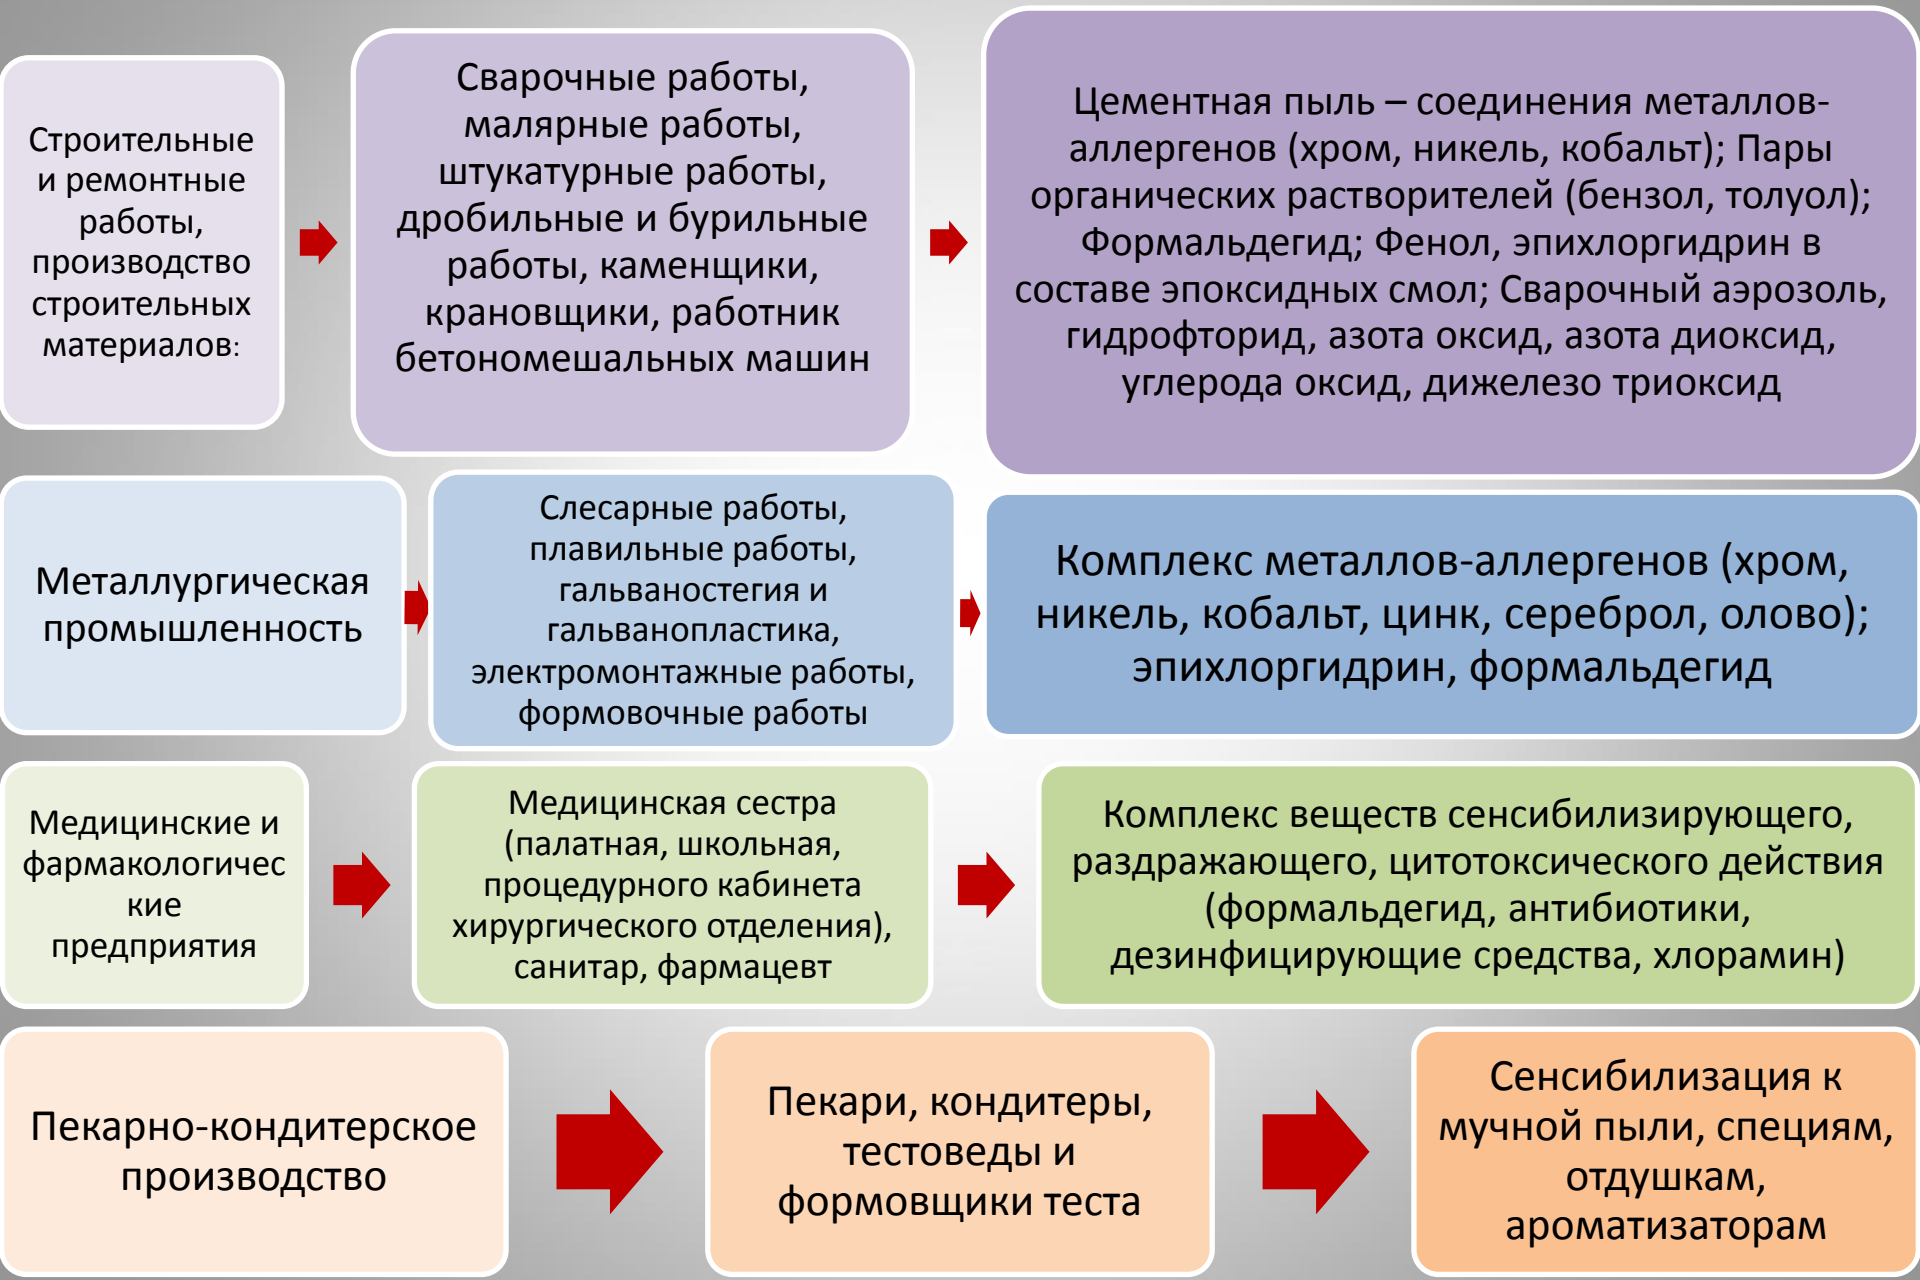 Строительные
и ремонтные
работы,
производство
строительных
материалов:
Сварочные работы,
малярные работы,
штукатурные работы,
дробильные и бурильные
работы, каменщики,
крановщики, работник
бетономешальных машин
Цементная пыль – соединения металлов-
аллергенов (хром, никель, кобальт); Пары
органических растворителей (бензол, толуол);
Формальдегид; Фенол, эпихлоргидрин в
составе эпоксидных смол; Сварочный аэрозоль,
гидрофторид, азота оксид, азота диоксид,
углерода оксид, дижелезо триоксид
Металлургическая
промышленность
Слесарные работы,
плавильные работы,
гальваностегия и
гальванопластика,
электромонтажные работы,
формовочные работы
Комплекс металлов-аллергенов (хром,
никель, кобальт, цинк, сереброл, олово);
эпихлоргидрин, формальдегид
Медицинские и
фармакологичес
кие
предприятия
Медицинская сестра
(палатная, школьная,
процедурного кабинета
хирургического отделения),
санитар, фармацевт
Комплекс веществ сенсибилизирующего,
раздражающего, цитотоксического действия
(формальдегид, антибиотики,
дезинфицирующие средства, хлорамин)
Пекарно-кондитерское
производство
Пекари, кондитеры,
тестоведы и
формовщики теста
Сенсибилизация к
мучной пыли, специям,
отдушкам,
ароматизаторам